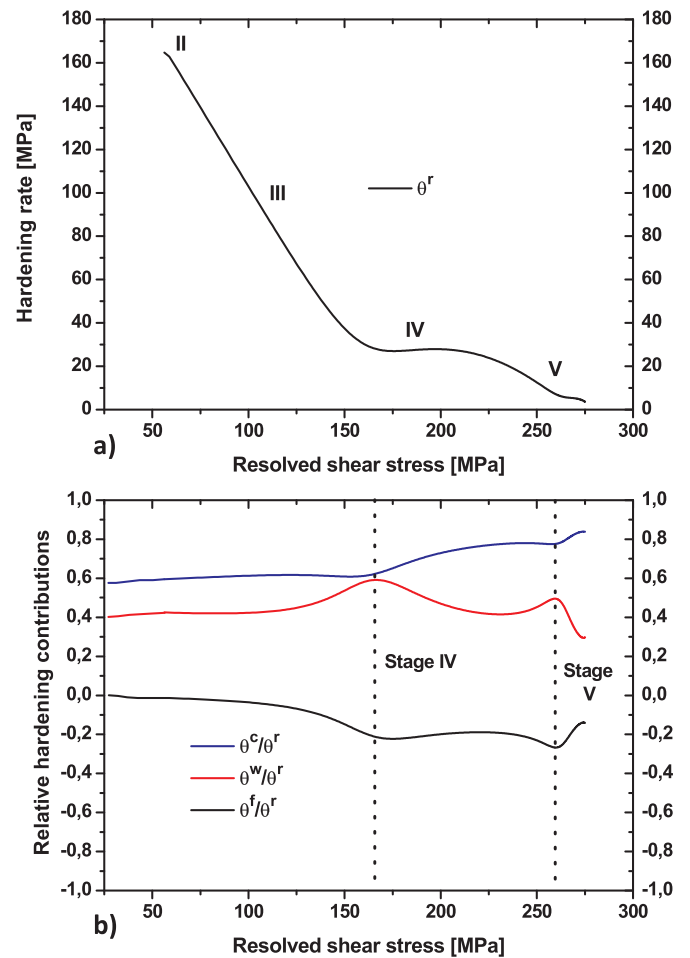 180 180
160 160
140 140
120 120
100 100
80 80
60 60
40 40
20 20
0 0
Hardening rate [MPa]
II
III
θr
IV
V
50 100 150 200 250 300
a)
Resolved shear stress [MPa]
1,0 1,0
0,8 0,8
0,6 0,6
0,4 0,4
0,2 0,2
0,0 0,0
-0,2 -0,2
-0,4 -0,4
-0,6 -0,6
-0,8 -0,8
-1,0 -1,0
Relative hardening contributions
Stage IV
Stage
V
θc/θr
θw/θr
θf/θr
50 100 150 200 250 300
b)
Resolved shear stress [MPa]